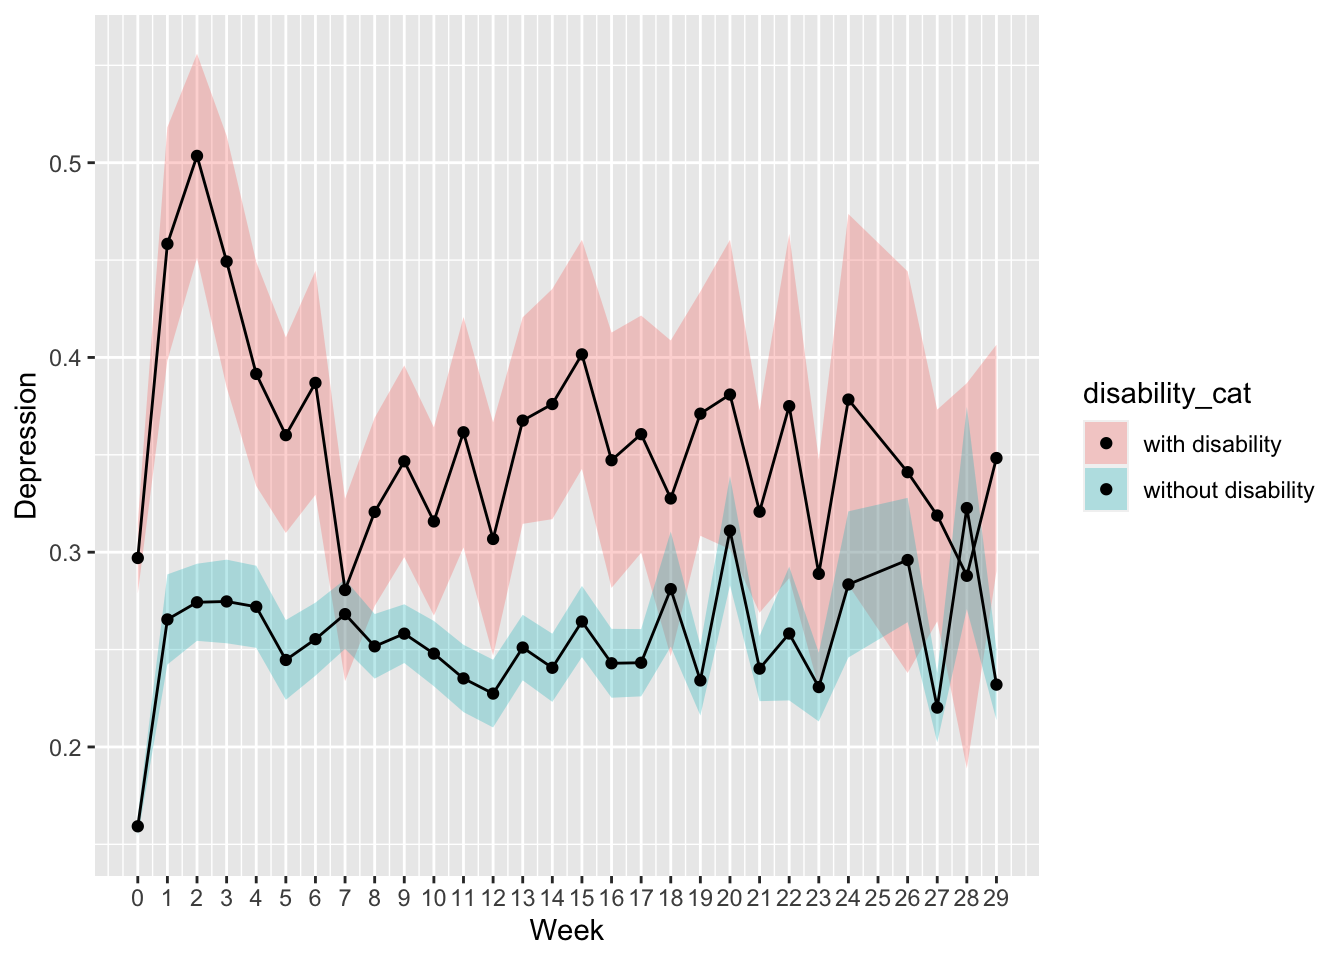 Depression
0.5
0.4
0.3
0.2
0 1 2 3 4 5 6 7 8 9 10 11 12 13 14 15 16 17 18 19 20 21 22 23 24 25 26 27 28 29
Week
disability_cat
with disability
without disability